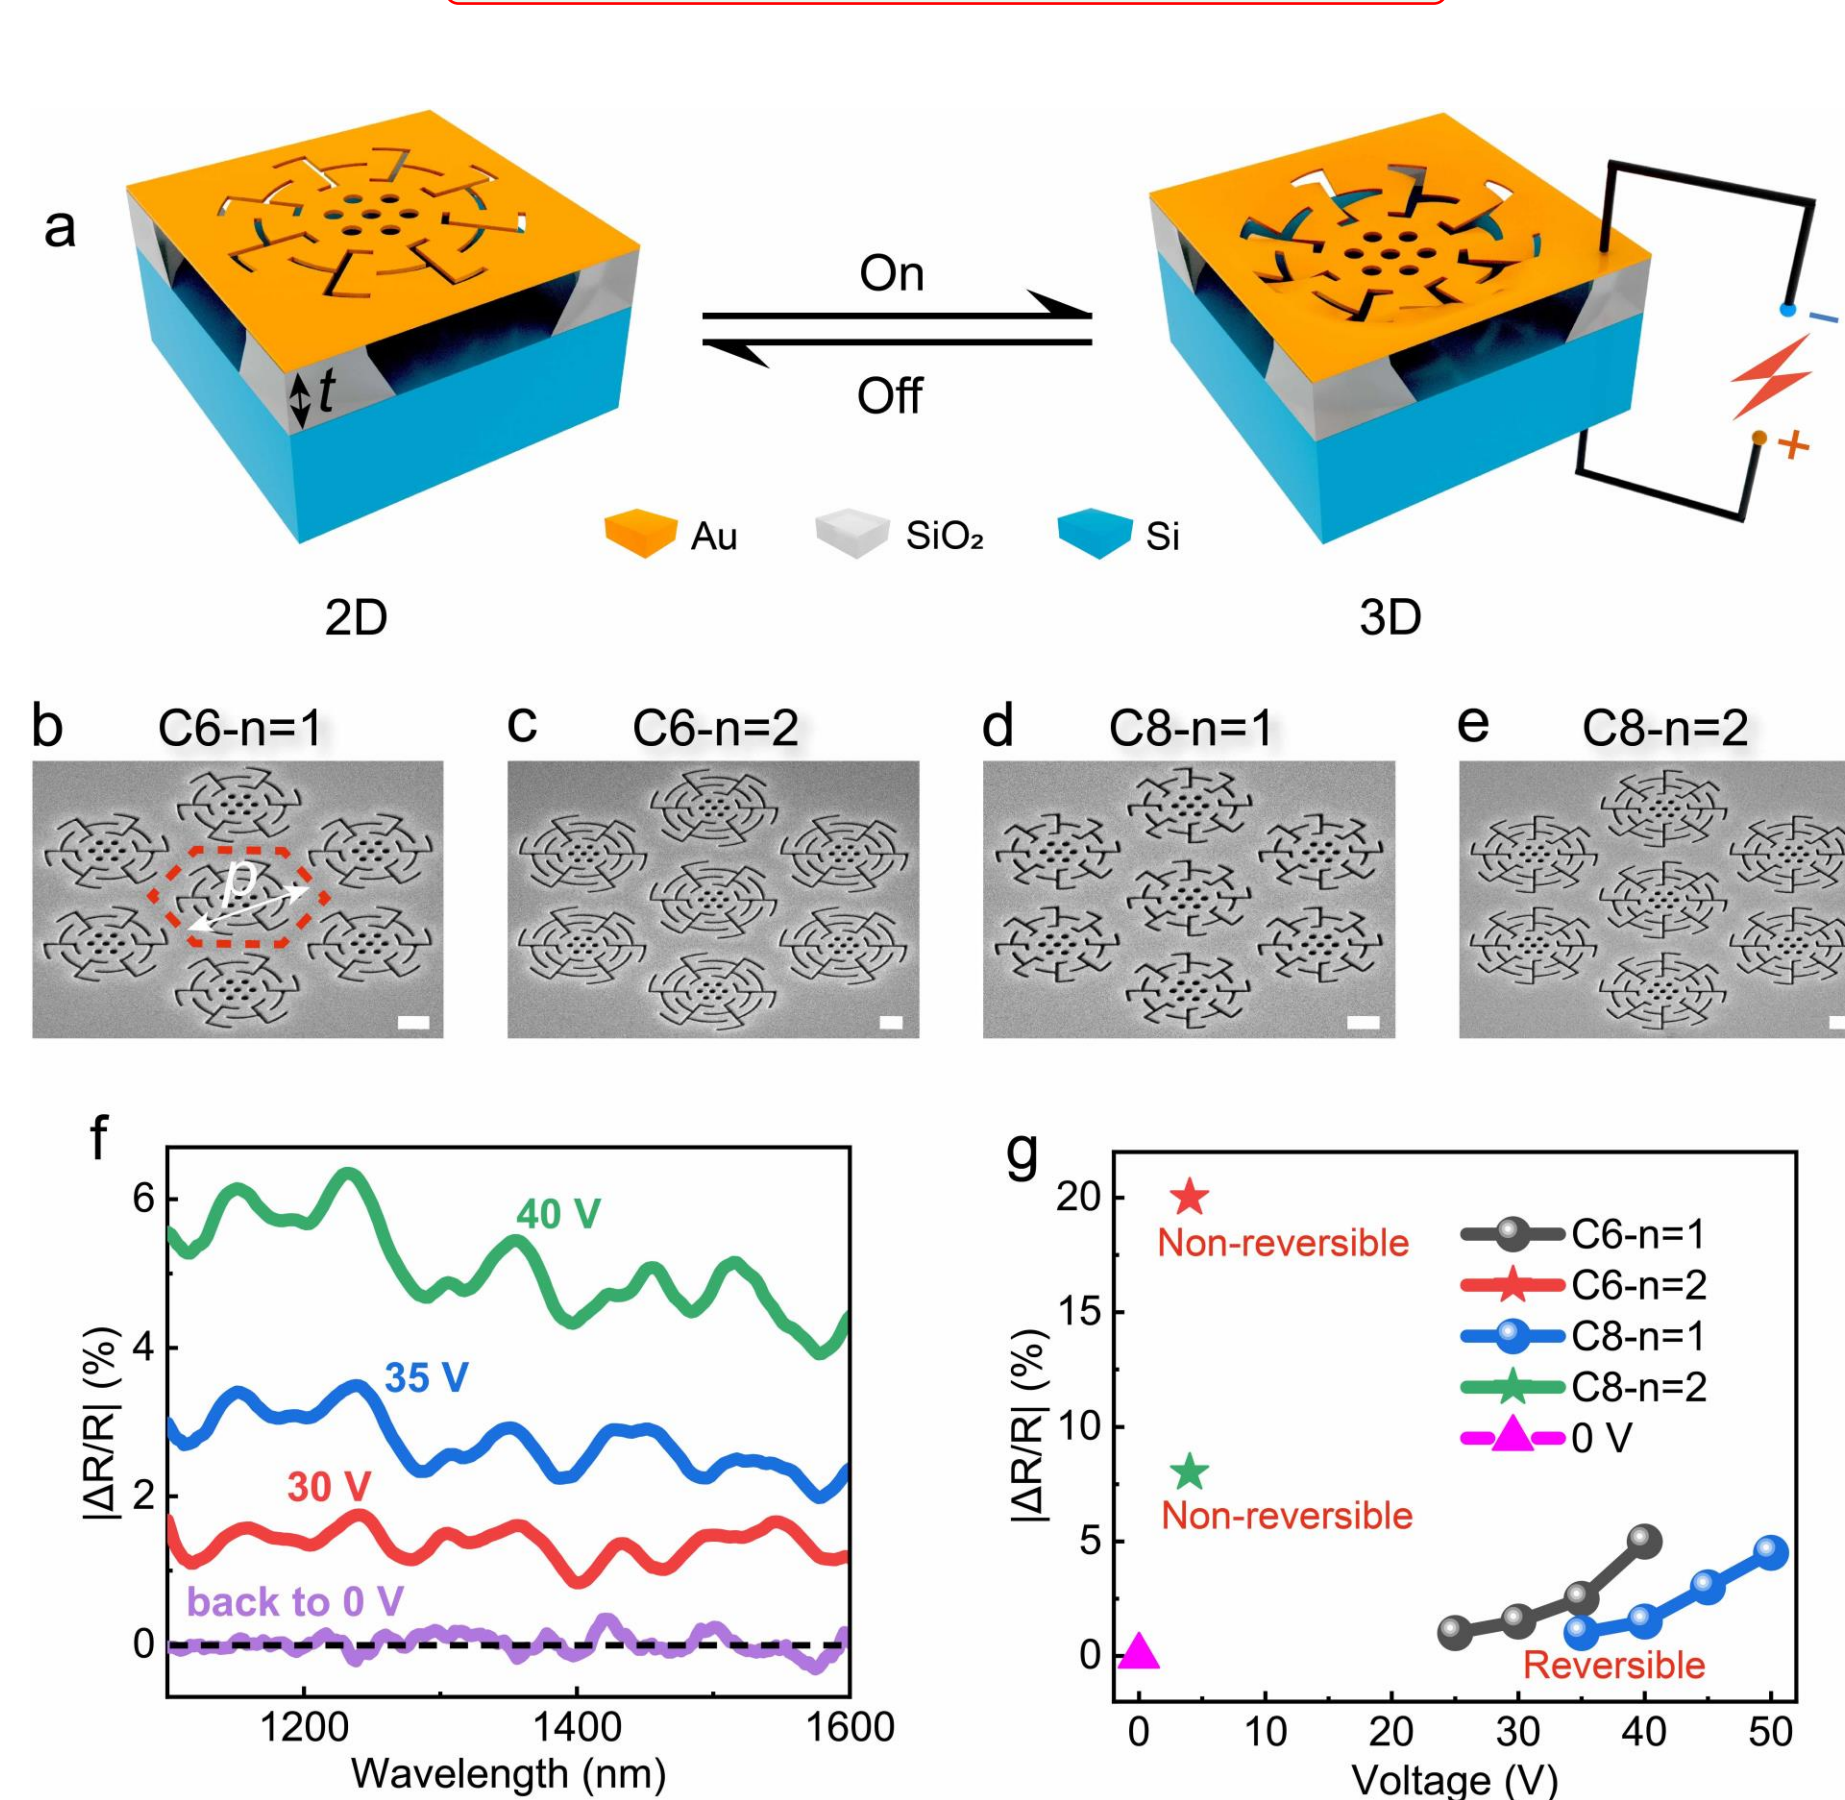 a
On
Off
t
Au
SiO₂
Si
−
+
2D
3D
b C6-n=1
c C6-n=2
d C8-n=1
e C8-n=2
p
f
|ΔR/R| (%)
6
4
2
0
40 V
35 V
30 V
back to 0 V
1200 1400 1600
Wavelength (nm)
g
|ΔR/R| (%)
20
15
10
5
0
Non-reversible
Non-reversible
Reversible
C6-n=1
C6-n=2
C8-n=1
C8-n=2
0 V
0 10 20 30 40 50
Voltage (V)